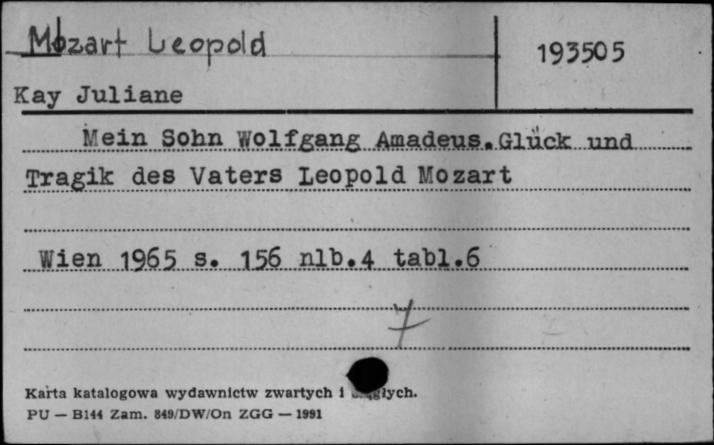 Mozart Leopold
193505
Kay Juliane
Mein Sohn Wolfgang Amadeus.Glück und
Tragik des Vaters Leopold Mozart
Wien 1965 s. 156 nlb.4 tabl.6
7
Karta katalogowa wydawnictw zwartych i
PU — B144 Zam. 849/DW/On ZGG — 1991